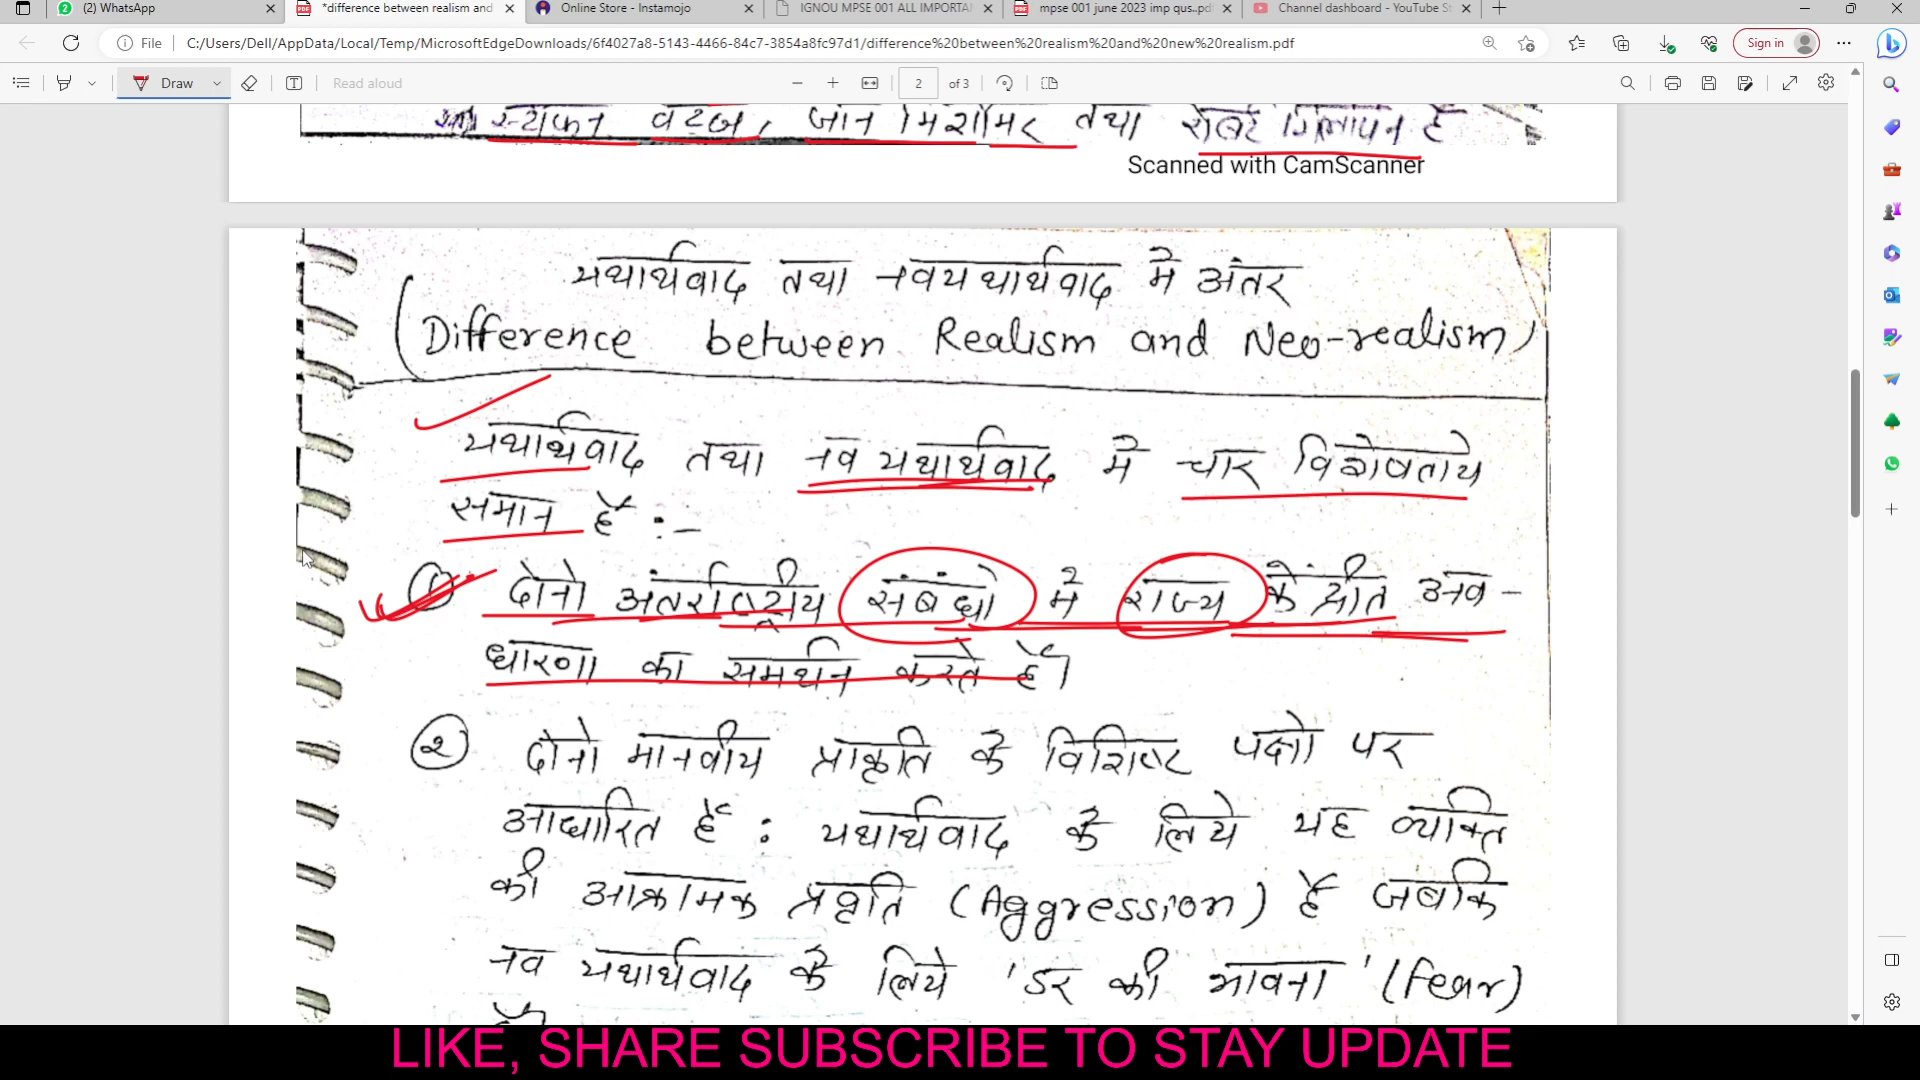 (2) WhatsApp
*difference between realism and
Online Store - Instamojo
IGNOU MPSE 001 ALL IMPORTA
mpse 001 june 2023 imp qus..pd
Channel dashboard - YouTube S
File
C:/Users/Dell/AppData/Local/Temp/MicrosoftEdgeDownloads/6f4027a8-5143-4466-84c7-3854a8fc97d1/difference%20between%20realism%20and%20new%20realism.pdf
Sign in
Draw
Read aloud
2 of 3
तथा
Scanned with CamScanner
यथार्थवाद तथा नवयथार्थवाद मे अंतर
(Difference between Realism and Neo-realism)
यथार्थवाद तथा नव यथार्थवाद मे चार विशेषताये
समान हैं :-
① दोनो अंतर्राष्ट्रीय संबंधो में राज्य के प्रति अव-
धारणा का समर्थन करते हैं।
② दोनो मानवीय प्राकृति के विशिष्ट पक्षो पर
आधारित हैं : यथार्थवाद के लिये यह व्यक्ति
की आक्रामक प्रवृति (Aggression) है जबकि
नव यथार्थवाद के लिये 'डर की भावना' (fear)
LIKE, SHARE SUBSCRIBE TO STAY UPDATE